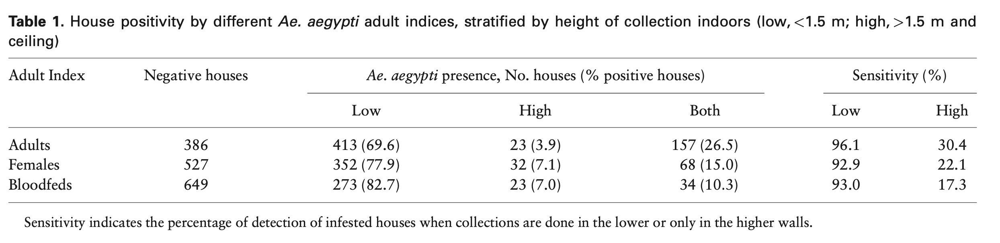 Table 1. House positivity by different Ae. aegypti adult indices, stratified by height of collection indoors (low, <1.5 m; high, >1.5 m and
ceiling)
Adult Index Negative houses Ae. aegypti presence, No. houses (% positive houses) Sensitivity (%)
Low High Both Low High
Adults 386 413 (69.6) 23 (3.9) 157 (26.5) 96.1 30.4
Females 527 352 (77.9) 32 (7.1) 68 (15.0) 92.9 22.1
Bloodfeds 649 273 (82.7) 23 (7.0) 34 (10.3) 93.0 17.3
Sensitivity indicates the percentage of detection of infested houses when collections are done in the lower or only in the higher walls.